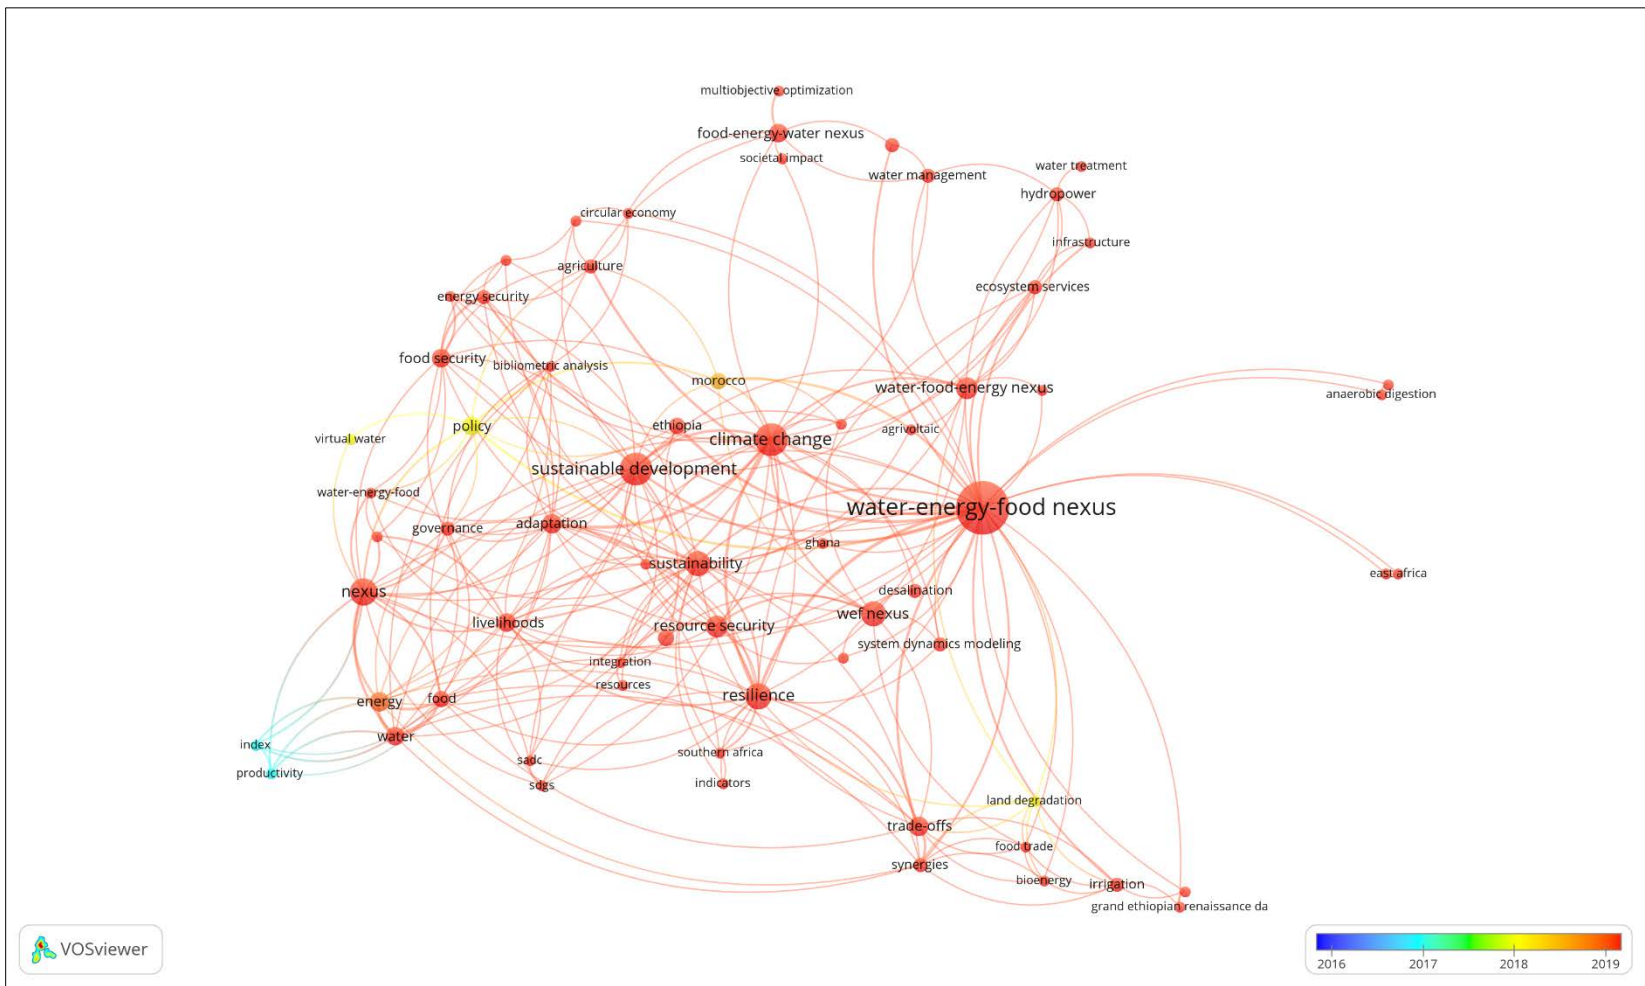 multiobjective optimization
food-energy-water nexus
societal impact
water treatment
water management
hydropower
circular economy
infrastructure
agriculture
ecosystem services
energy security
food security
bibliometric analysis
morocco
water-food-energy nexus
anaerobic digestion
policy
ethiopia
agrivoltaic
virtual water
climate change
sustainable development
water-energy-food
water-energy-food nexus
governance
adaptation
ghana
sustainability
east africa
nexus
desalination
livelihoods
resource security
wef nexus
system dynamics modeling
integration
resources
resilience
energy
food
water
index
southern africa
productivity
sadc
sdgs
indicators
land degradation
trade-offs
food trade
synergies
bioenergy
irrigation
grand ethiopian renaissance da
VOSviewer
2016 2017 2018 2019